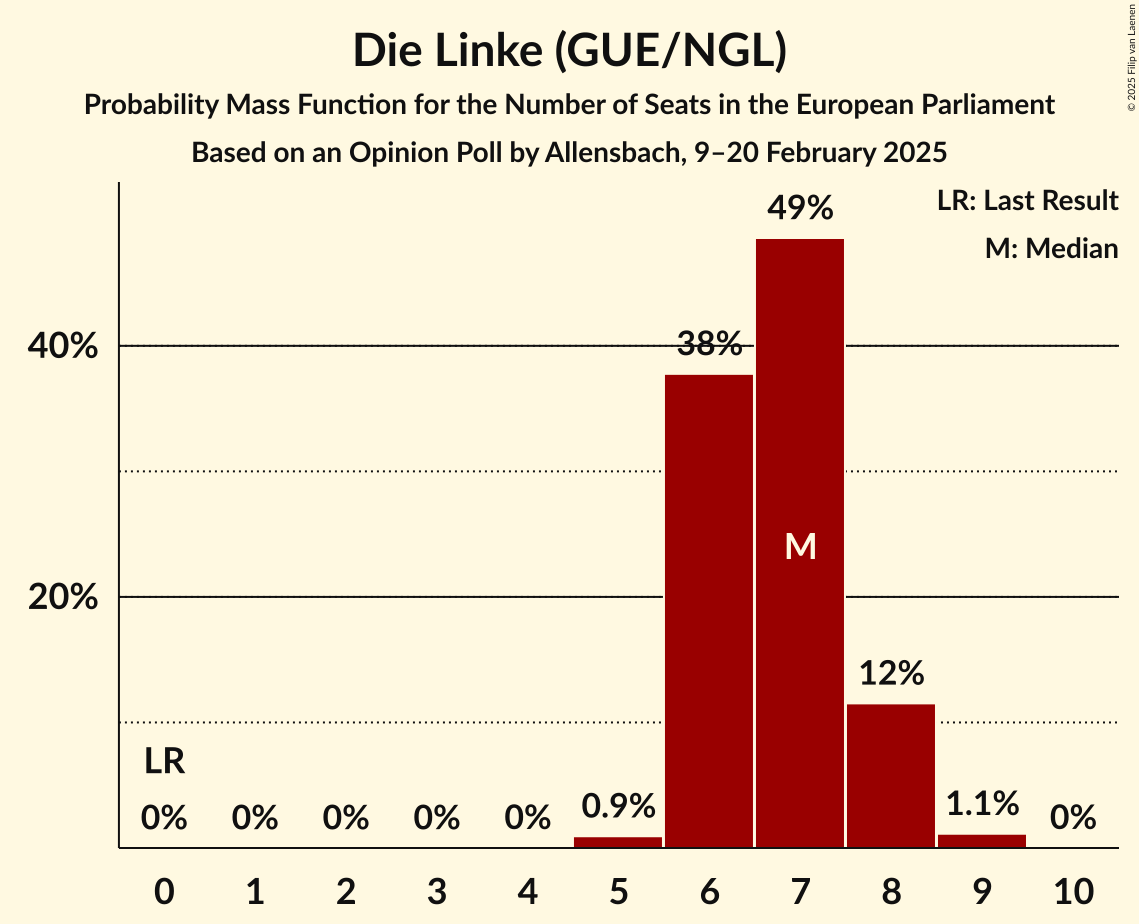 Die Linke (GUE/NGL)
Probability Mass Function for the Number of Seats in the European Parliament
Based on an Opinion Poll by Allensbach, 9–20 February 2025
© 2025 Filip van Laenen
LR: Last Result
M: Median
49%
40%
38%
M
20%
12%
LR
0%
0%
0%
0%
0%
0.9%
1.1%
0%
0 1 2 3 4 5 6 7 8 9 10